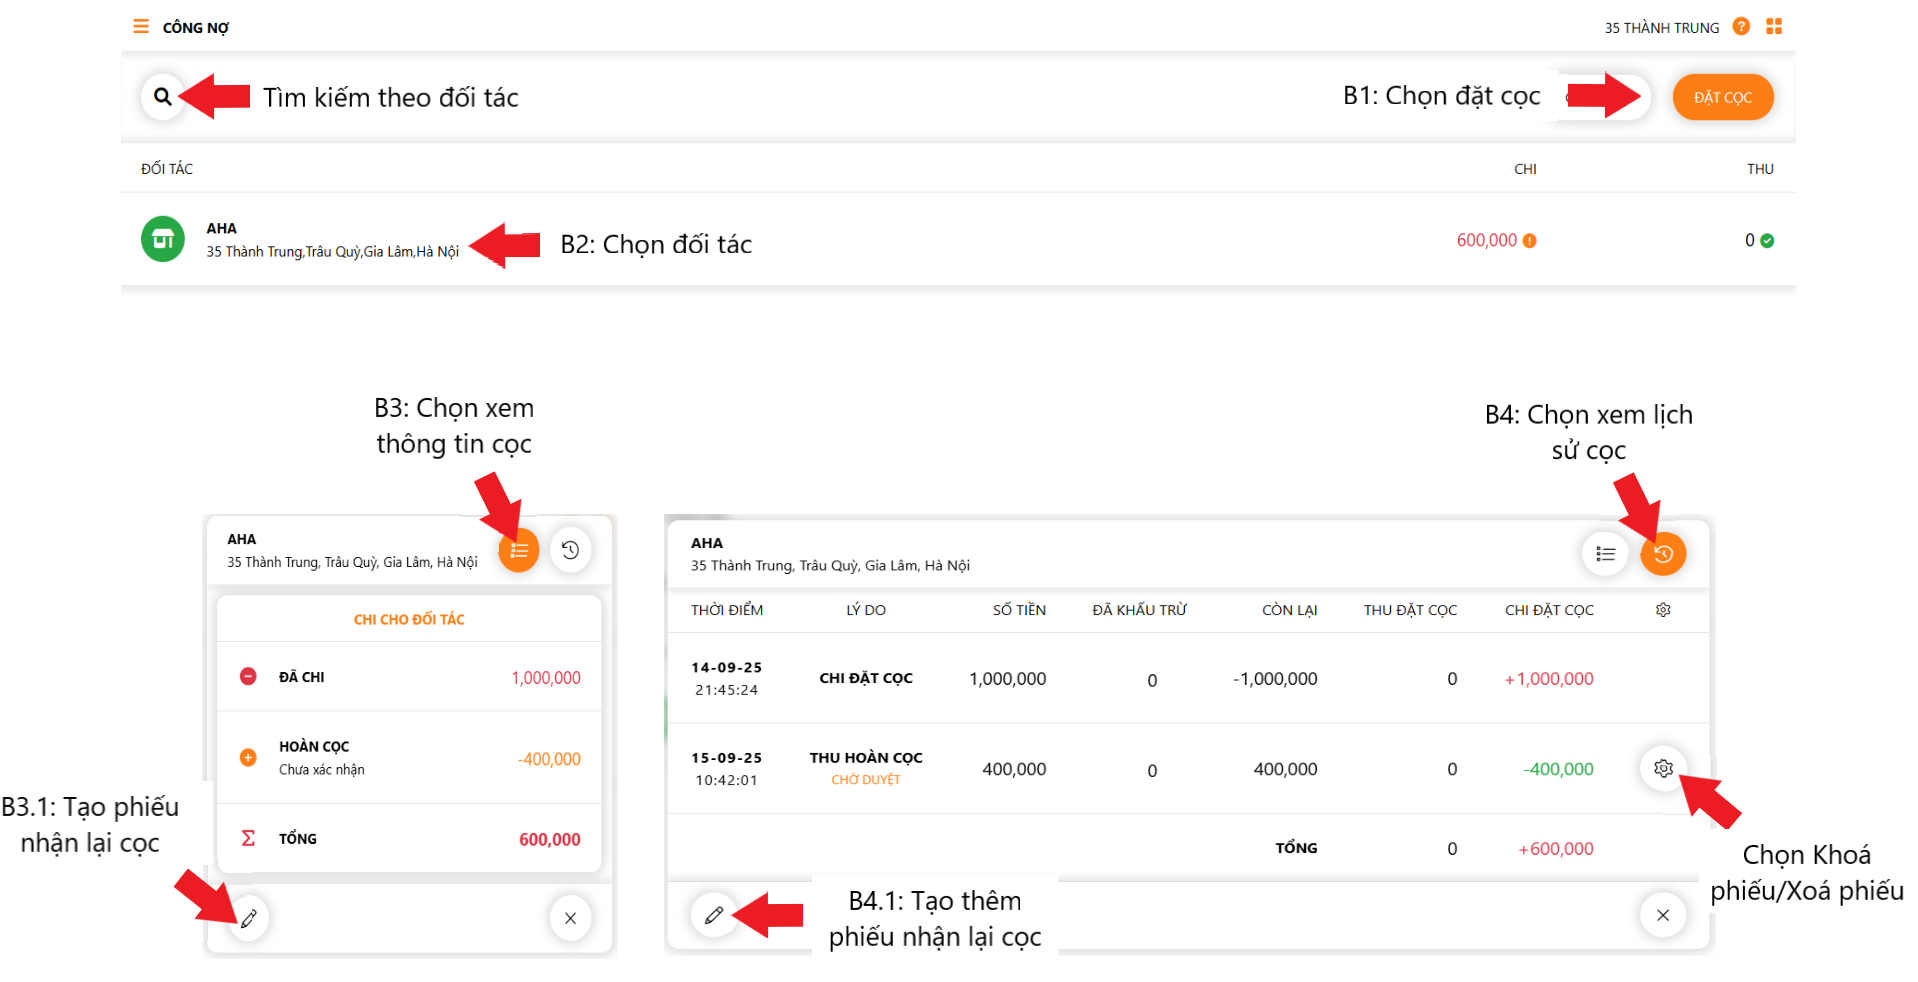 CÔNG NỢ
35 THÀNH TRUNG
Tìm kiếm theo đối tác
B1: Chọn đặt cọc
ĐẶT CỌC
ĐỐI TÁC CHI THU
AHA
35 Thành Trung,Trâu Quỳ,Gia Lâm,Hà Nội
B2: Chọn đối tác
600,000
0
B3: Chọn xem
thông tin cọc
B4: Chọn xem lịch
sử cọc
AHA
35 Thành Trung, Trâu Quỳ, Gia Lâm, Hà Nội
CHI CHO ĐỐI TÁC
ĐÃ CHI 1,000,000
HOÀN CỌC -400,000
Chưa xác nhận
Σ TỔNG 600,000
B3.1: Tạo phiếu
nhận lại cọc
AHA
35 Thành Trung, Trâu Quỳ, Gia Lâm, Hà Nội
THỜI ĐIỂM LÝ DO SỐ TIỀN ĐÃ KHẤU TRỪ CÒN LẠI THU ĐẶT CỌC CHI ĐẶT CỌC
14-09-25
21:45:24
CHI ĐẶT CỌC 1,000,000 0 -1,000,000 0 +1,000,000
15-09-25
10:42:01
THU HOÀN CỌC
CHỜ DUYỆT
400,000 0 400,000 0 -400,000
TỔNG 0 +600,000
B4.1: Tạo thêm
phiếu nhận lại cọc
Chọn Khoá
phiếu/Xoá phiếu